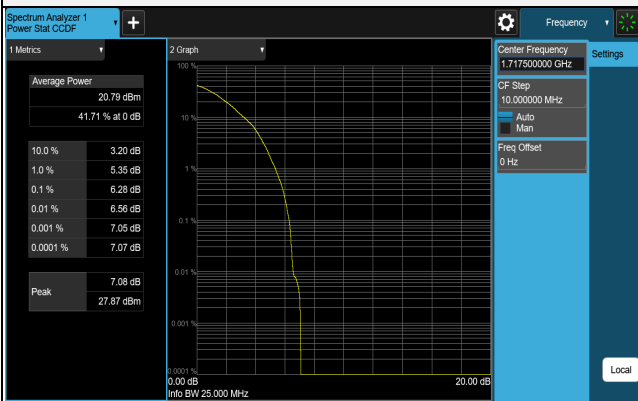 Spectrum Analyzer 1
Power Stat CCDF
Frequency
1 Metrics
2 Graph
Average Power
20.79 dBm
41.71 % at 0 dB
10.0 % 3.20 dB
1.0 % 5.35 dB
0.1 % 6.28 dB
0.01 % 6.56 dB
0.001 % 7.05 dB
0.0001 % 7.07 dB
Peak
7.08 dB
27.87 dBm
100 %
10 %
1 %
0.1 %
0.01 %
0.001 %
0.0001 %
0.00 dB
20.00 dB
Info BW 25.000 MHz
Center Frequency
1.717500000 GHz
CF Step
10.000000 MHz
Auto
Man
Freq Offset
0 Hz
Settings
Local